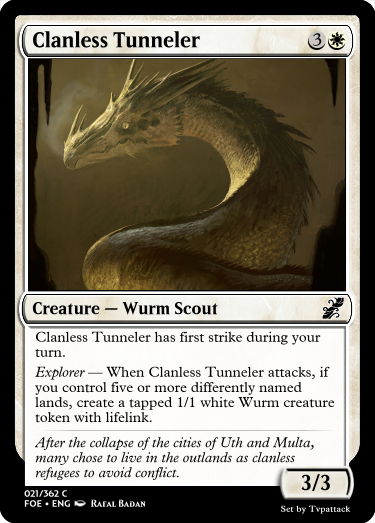 Clanless Tunneler 3
Creature — Wurm Scout
Clanless Tunneler has first strike during your
turn.
Explorer — When Clanless Tunneler attacks, if
you control five or more differently named
lands, create a tapped 1/1 white Wurm creature
token with lifelink.
After the collapse of the cities of Uth and Multa,
many chose to live in the outlands as clanless
refugees to avoid conflict.
3/3
021/362 C
FOE • ENG Rafal Badan
Set by Tvpattack